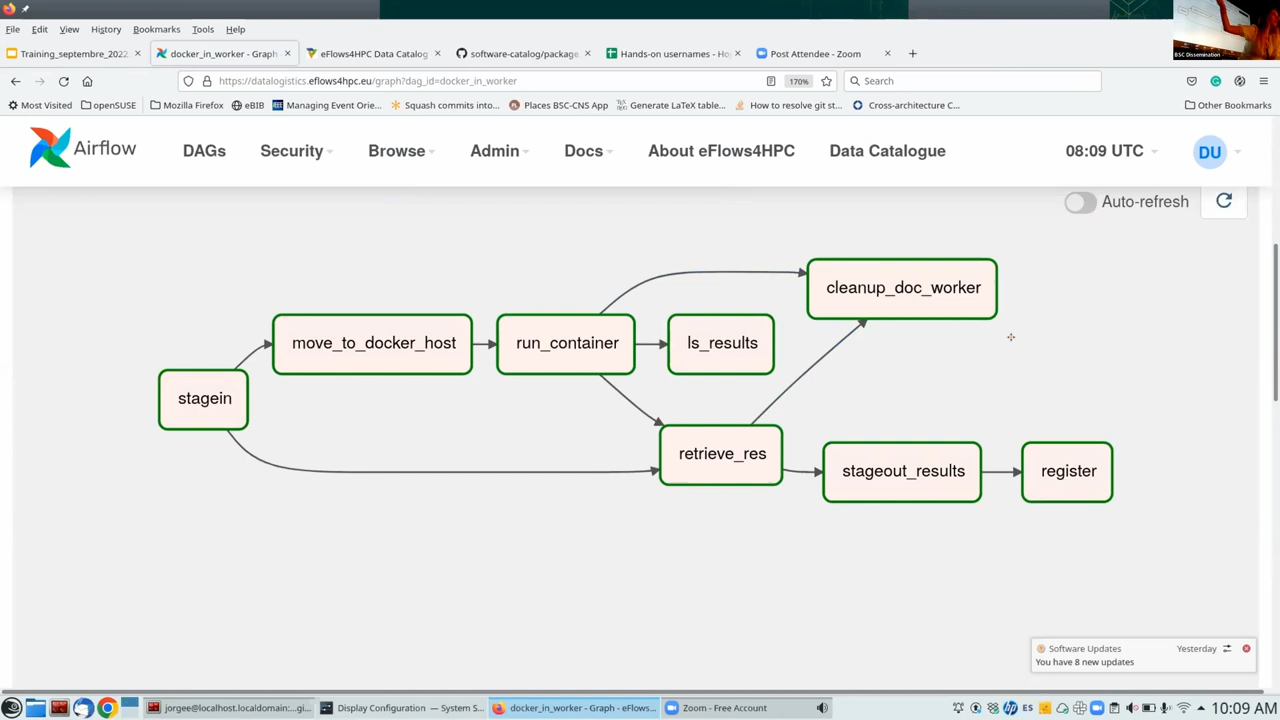 File Edit View History Bookmarks Tools Help
BSC Dissemination
Training_septembre_2022
docker_in_worker - Graph
eFlows4HPC Data Catalog
software-catalog/package
Hands-on usernames - Ho
Post Attendee - Zoom
https://datalogistics.eflows4hpc.eu/graph?dag_id=docker_in_worker
170%
Search
Most Visited
openSUSE
Mozilla Firefox
eBIB
Managing Event Orie...
Squash commits into...
Places BSC-CNS App
Generate LaTeX table...
How to resolve git st...
Cross-architecture C...
Other Bookmarks
Airflow
DAGs
Security
Browse
Admin
Docs
About eFlows4HPC
Data Catalogue
08:09 UTC
DU
Auto-refresh
cleanup_doc_worker
move_to_docker_host
run_container
ls_results
stagein
retrieve_res
stageout_results
register
Software Updates
Yesterday
You have 8 new updates
jorgee@localhost.localdomain:...gi...
Display Configuration — System S...
docker_in_worker - Graph - eFlows...
Zoom - Free Account
ES
10:09 AM